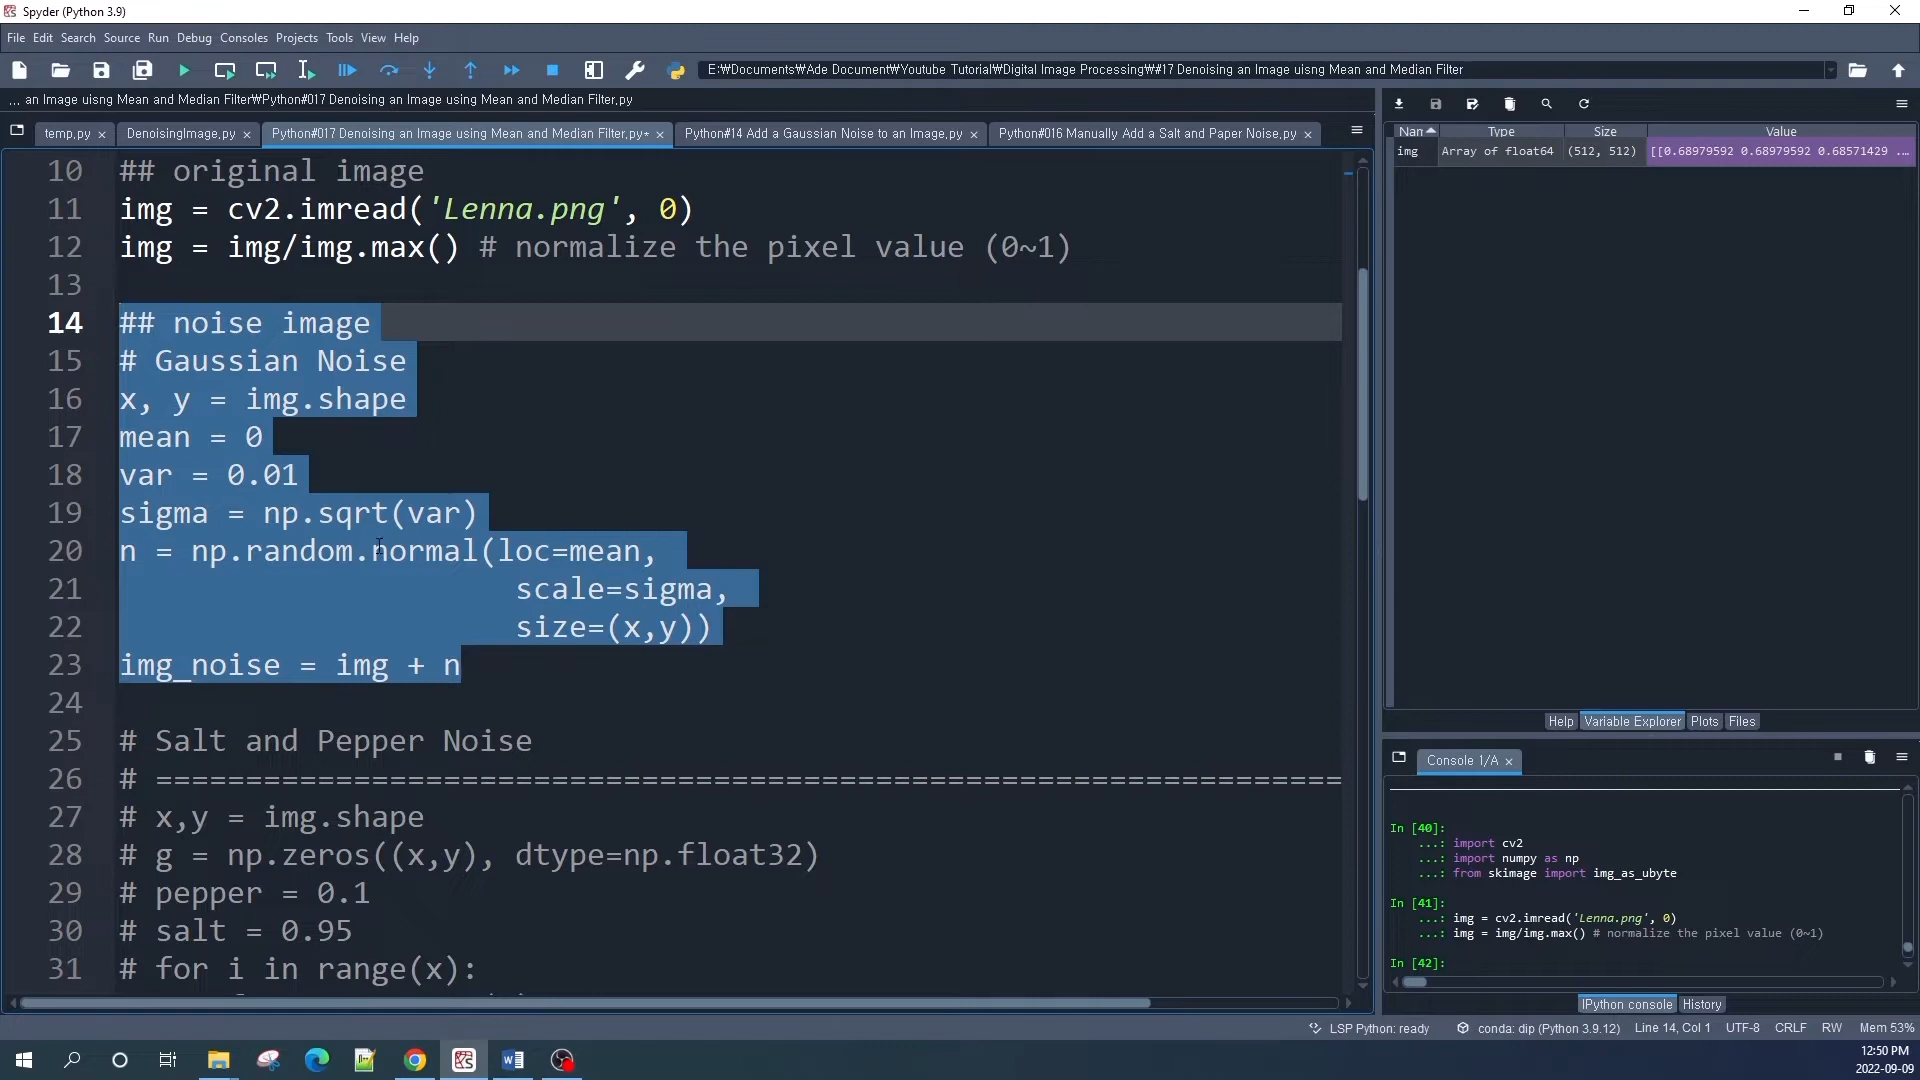 Spyder (Python 3.9)
File Edit Search Source Run Debug Consoles Projects Tools View Help
E:₩Documents₩Ade Document₩Youtube Tutorial₩Digital Image Processing₩#17 Denoising an Image uisng Mean and Median Filter
... an Image uisng Mean and Median Filter₩Python#017 Denoising an Image using Mean and Median Filter.py
temp.py DenoisingImage.py Python#017 Denoising an Image using Mean and Median Filter.py* Python#14 Add a Gaussian Noise to an Image.py Python#016 Manually Add a Salt and Paper Noise.py
10 ## original image
11 img = cv2.imread('Lenna.png', 0)
12 img = img/img.max() # normalize the pixel value (0~1)
13
14 ## noise image
15 # Gaussian Noise
16 x, y = img.shape
17 mean = 0
18 var = 0.01
19 sigma = np.sqrt(var)
20 n = np.random.normal(loc=mean,
21 scale=sigma,
22 size=(x,y))
23 img_noise = img + n
24
25 # Salt and Pepper Noise
26 # ==================================================================
27 # x,y = img.shape
28 # g = np.zeros((x,y), dtype=np.float32)
29 # pepper = 0.1
30 # salt = 0.95
31 # for i in range(x):
Nan Type Size Value
img Array of float64 (512, 512) [[0.68979592 0.68979592 0.68571429 ...
Help Variable Explorer Plots Files
Console 1/A
In [40]:
...: import cv2
...: import numpy as np
...: from skimage import img_as_ubyte
In [41]:
...: img = cv2.imread('Lenna.png', 0)
...: img = img/img.max() # normalize the pixel value (0~1)
In [42]:
IPython console History
LSP Python: ready conda: dip (Python 3.9.12) Line 14, Col 1 UTF-8 CRLF RW Mem 53%
12:50 PM
2022-09-09